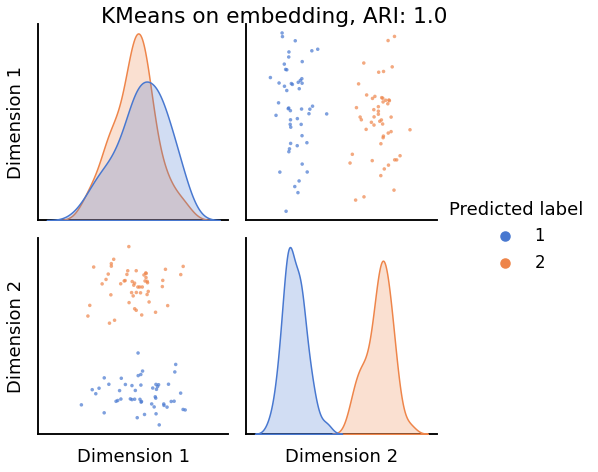 KMeans on embedding, ARI: 1.0
Dimension 1
Dimension 2
Predicted label
1
2
Dimension 1
Dimension 2